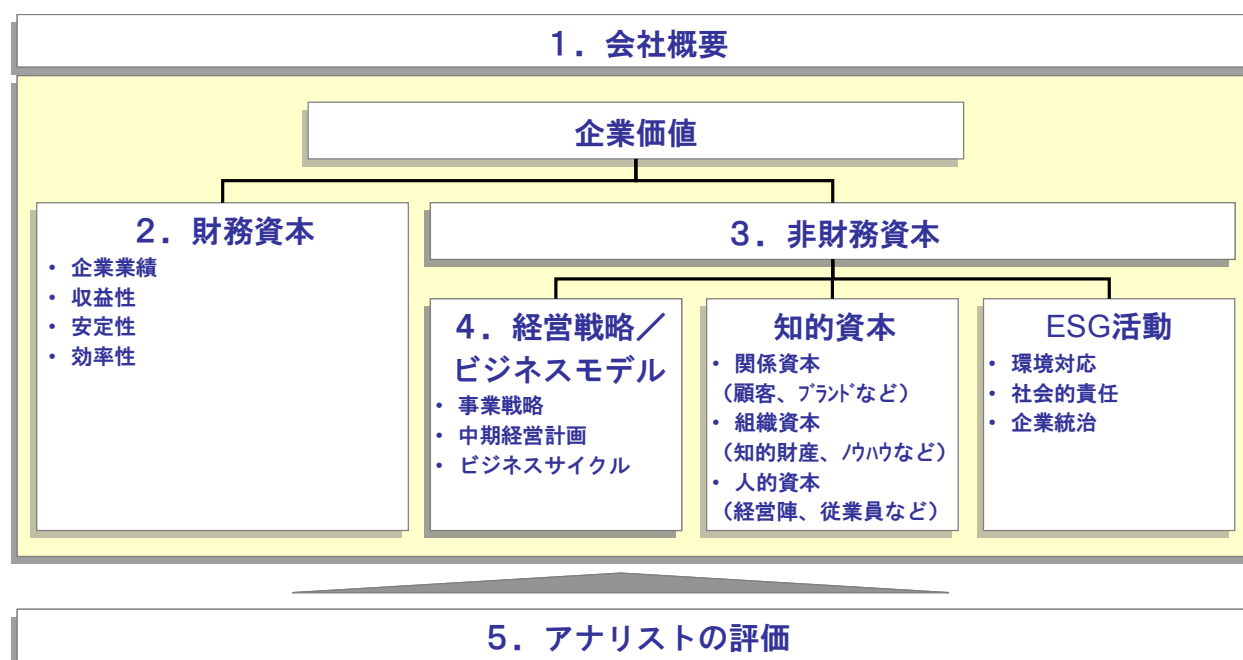 １．会社概要
企業価値
２．財務資本
• 企業業績
• 収益性
• 安定性
• 効率性
３．非財務資本
４．経営戦略／
ビジネスモデル
• 事業戦略
• 中期経営計画
• ビジネスサイクル
知的資本
• 関係資本
（顧客、ﾌﾞﾗﾝﾄﾞなど）
• 組織資本
（知的財産、ﾉｳﾊｳなど）
• 人的資本
（経営陣、従業員など）
ESG活動
• 環境対応
• 社会的責任
• 企業統治
５．アナリストの評価